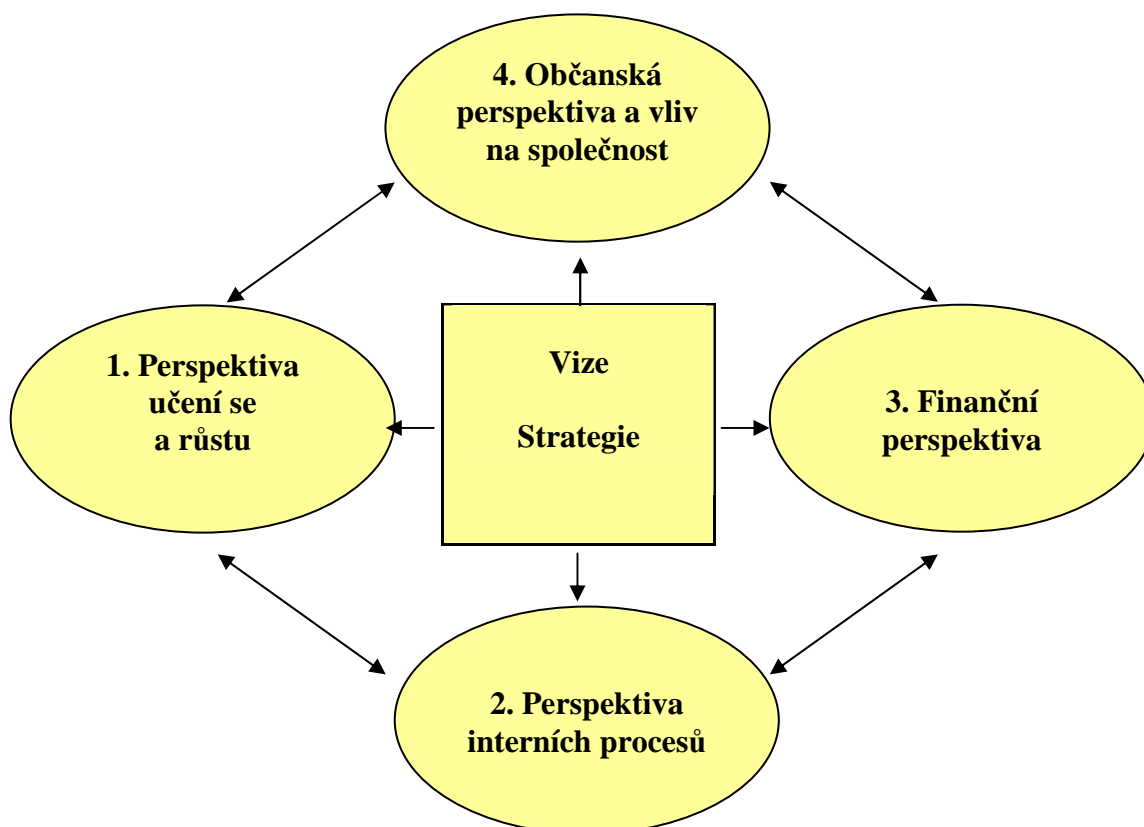 4. Občanská
perspektiva a vliv
na společnost
1. Perspektiva
učení se
a růstu
Vize
Strategie
3. Finanční
perspektiva
2. Perspektiva
interních procesů